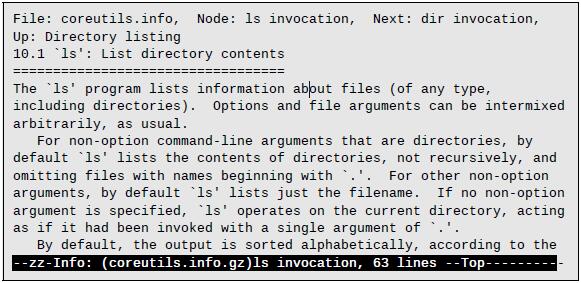 File: coreutils.info,  Node: ls invocation,  Next: dir invocation,
Up: Directory listing
10.1 `ls': List directory contents
==================================
The `ls' program lists information about files (of any type,
including directories).  Options and file arguments can be intermixed
arbitrarily, as usual.
   For non-option command-line arguments that are directories, by
default `ls' lists the contents of directories, not recursively, and
omitting files with names beginning with `.'.  For other non-option
arguments, by default `ls' lists just the filename.  If no non-option
argument is specified, `ls' operates on the current directory, acting
as if it had been invoked with a single argument of `.'.
   By default, the output is sorted alphabetically, according to the
--zz-Info: (coreutils.info.gz)ls invocation, 63 lines --Top----------